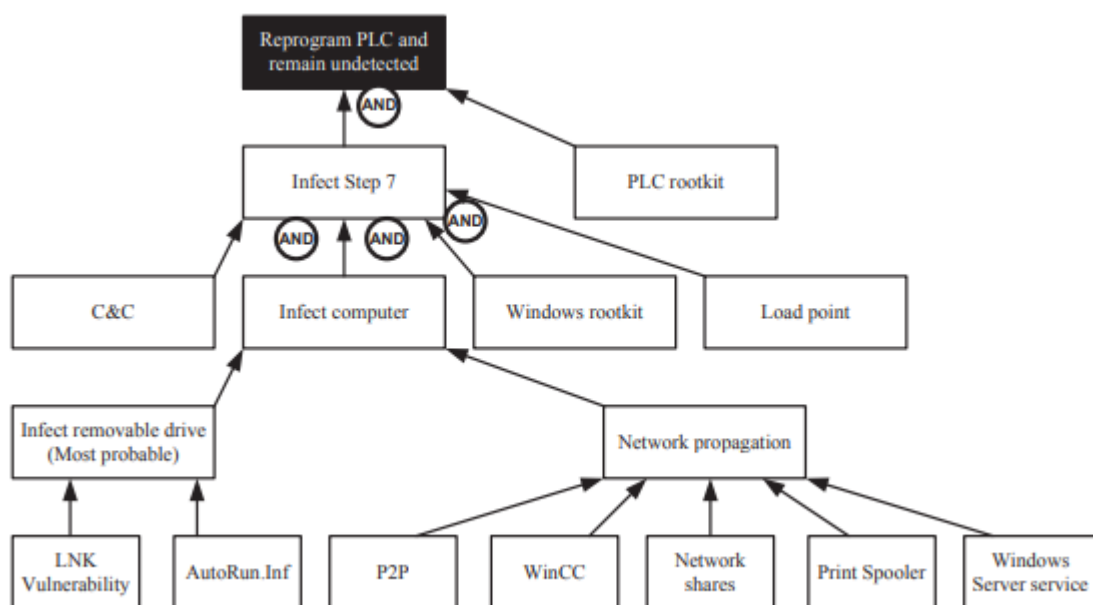 Reprogram PLC and
remain undetected
AND
Infect Step 7
PLC rootkit
AND
AND
AND
C&C
Infect computer
Windows rootkit
Load point
Infect removable drive
(Most probable)
Network propagation
LNK
Vulnerability
AutoRun.Inf
P2P
WinCC
Network
shares
Print Spooler
Windows
Server service